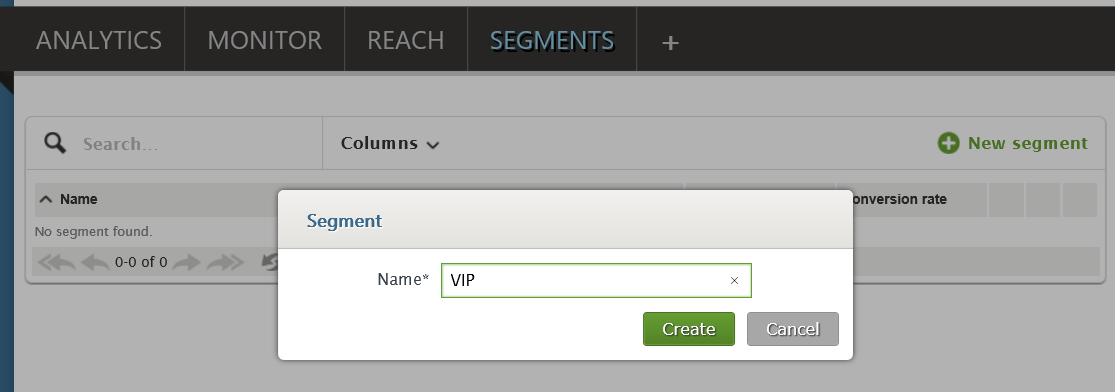 ANALYTICS MONITOR REACH SEGMENTS +
Search... Columns New segment
Name onversion rate
No segment found.
0-0 of 0
Segment
Name* VIP ×
Create Cancel